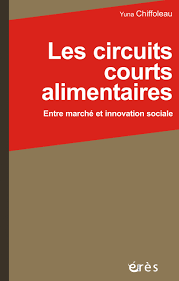 Yuna Chiffoleau
Les circuits
courts
alimentaires
Entre marché et innovation sociale
érès